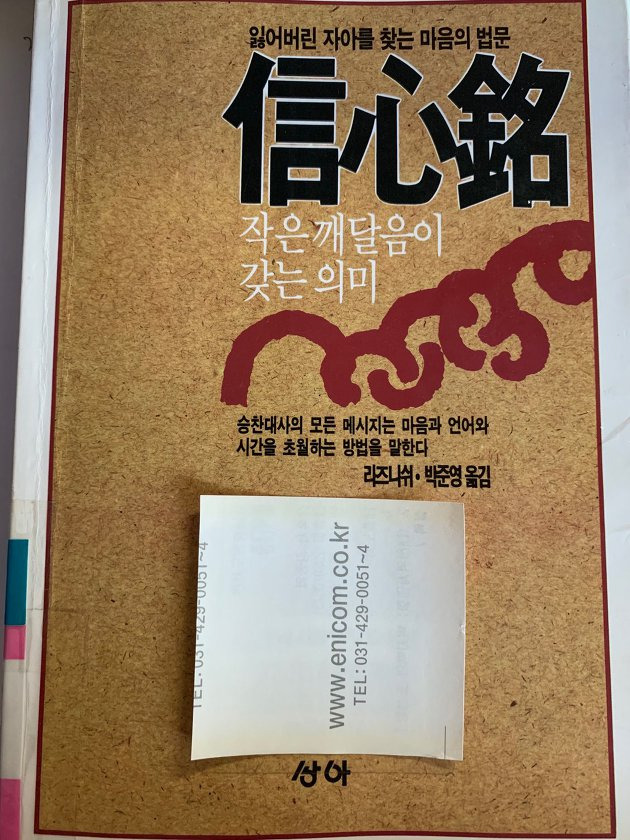 잃어버린 자아를 찾는 마음의 법문
信心銘
작은 깨달음이
갖는 의미
승찬대사의 모든 메시지는 마음과 언어와
시간을 초월하는 방법을 말한다
라즈니쉬·박준영 옮김
TEL: 031-429-0051~4
www.enicom.co.kr
TEL: 031-429-0051~4
상아